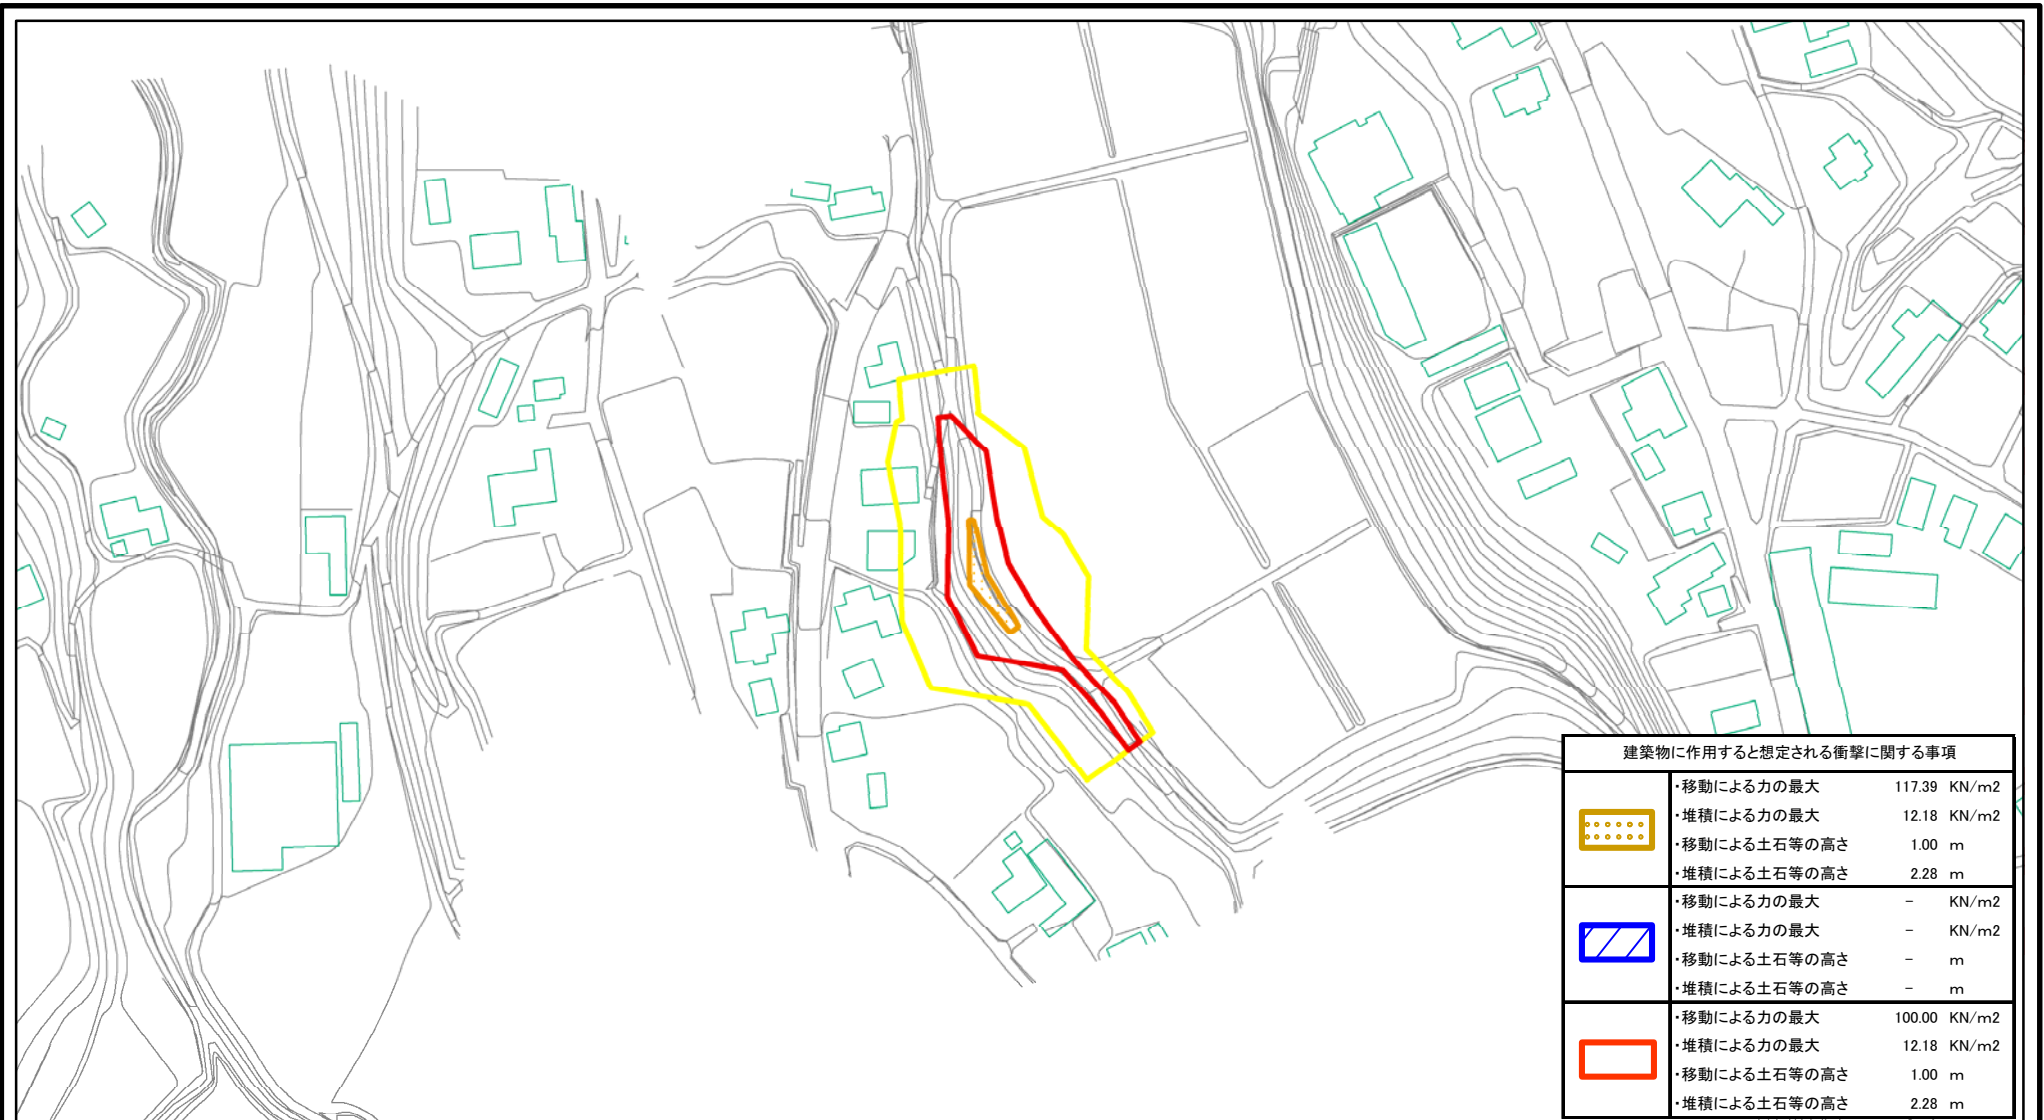 建築物に作用すると想定される衝撃に関する事項
・移動による力の最大 117.39 KN/m2
・堆積による力の最大 12.18 KN/m2
・移動による土石等の高さ 1.00 m
・堆積による土石等の高さ 2.28 m
・移動による力の最大 - KN/m2
・堆積による力の最大 - KN/m2
・移動による土石等の高さ - m
・堆積による土石等の高さ - m
・移動による力の最大 100.00 KN/m2
・堆積による力の最大 12.18 KN/m2
・移動による土石等の高さ 1.00 m
・堆積による土石等の高さ 2.28 m